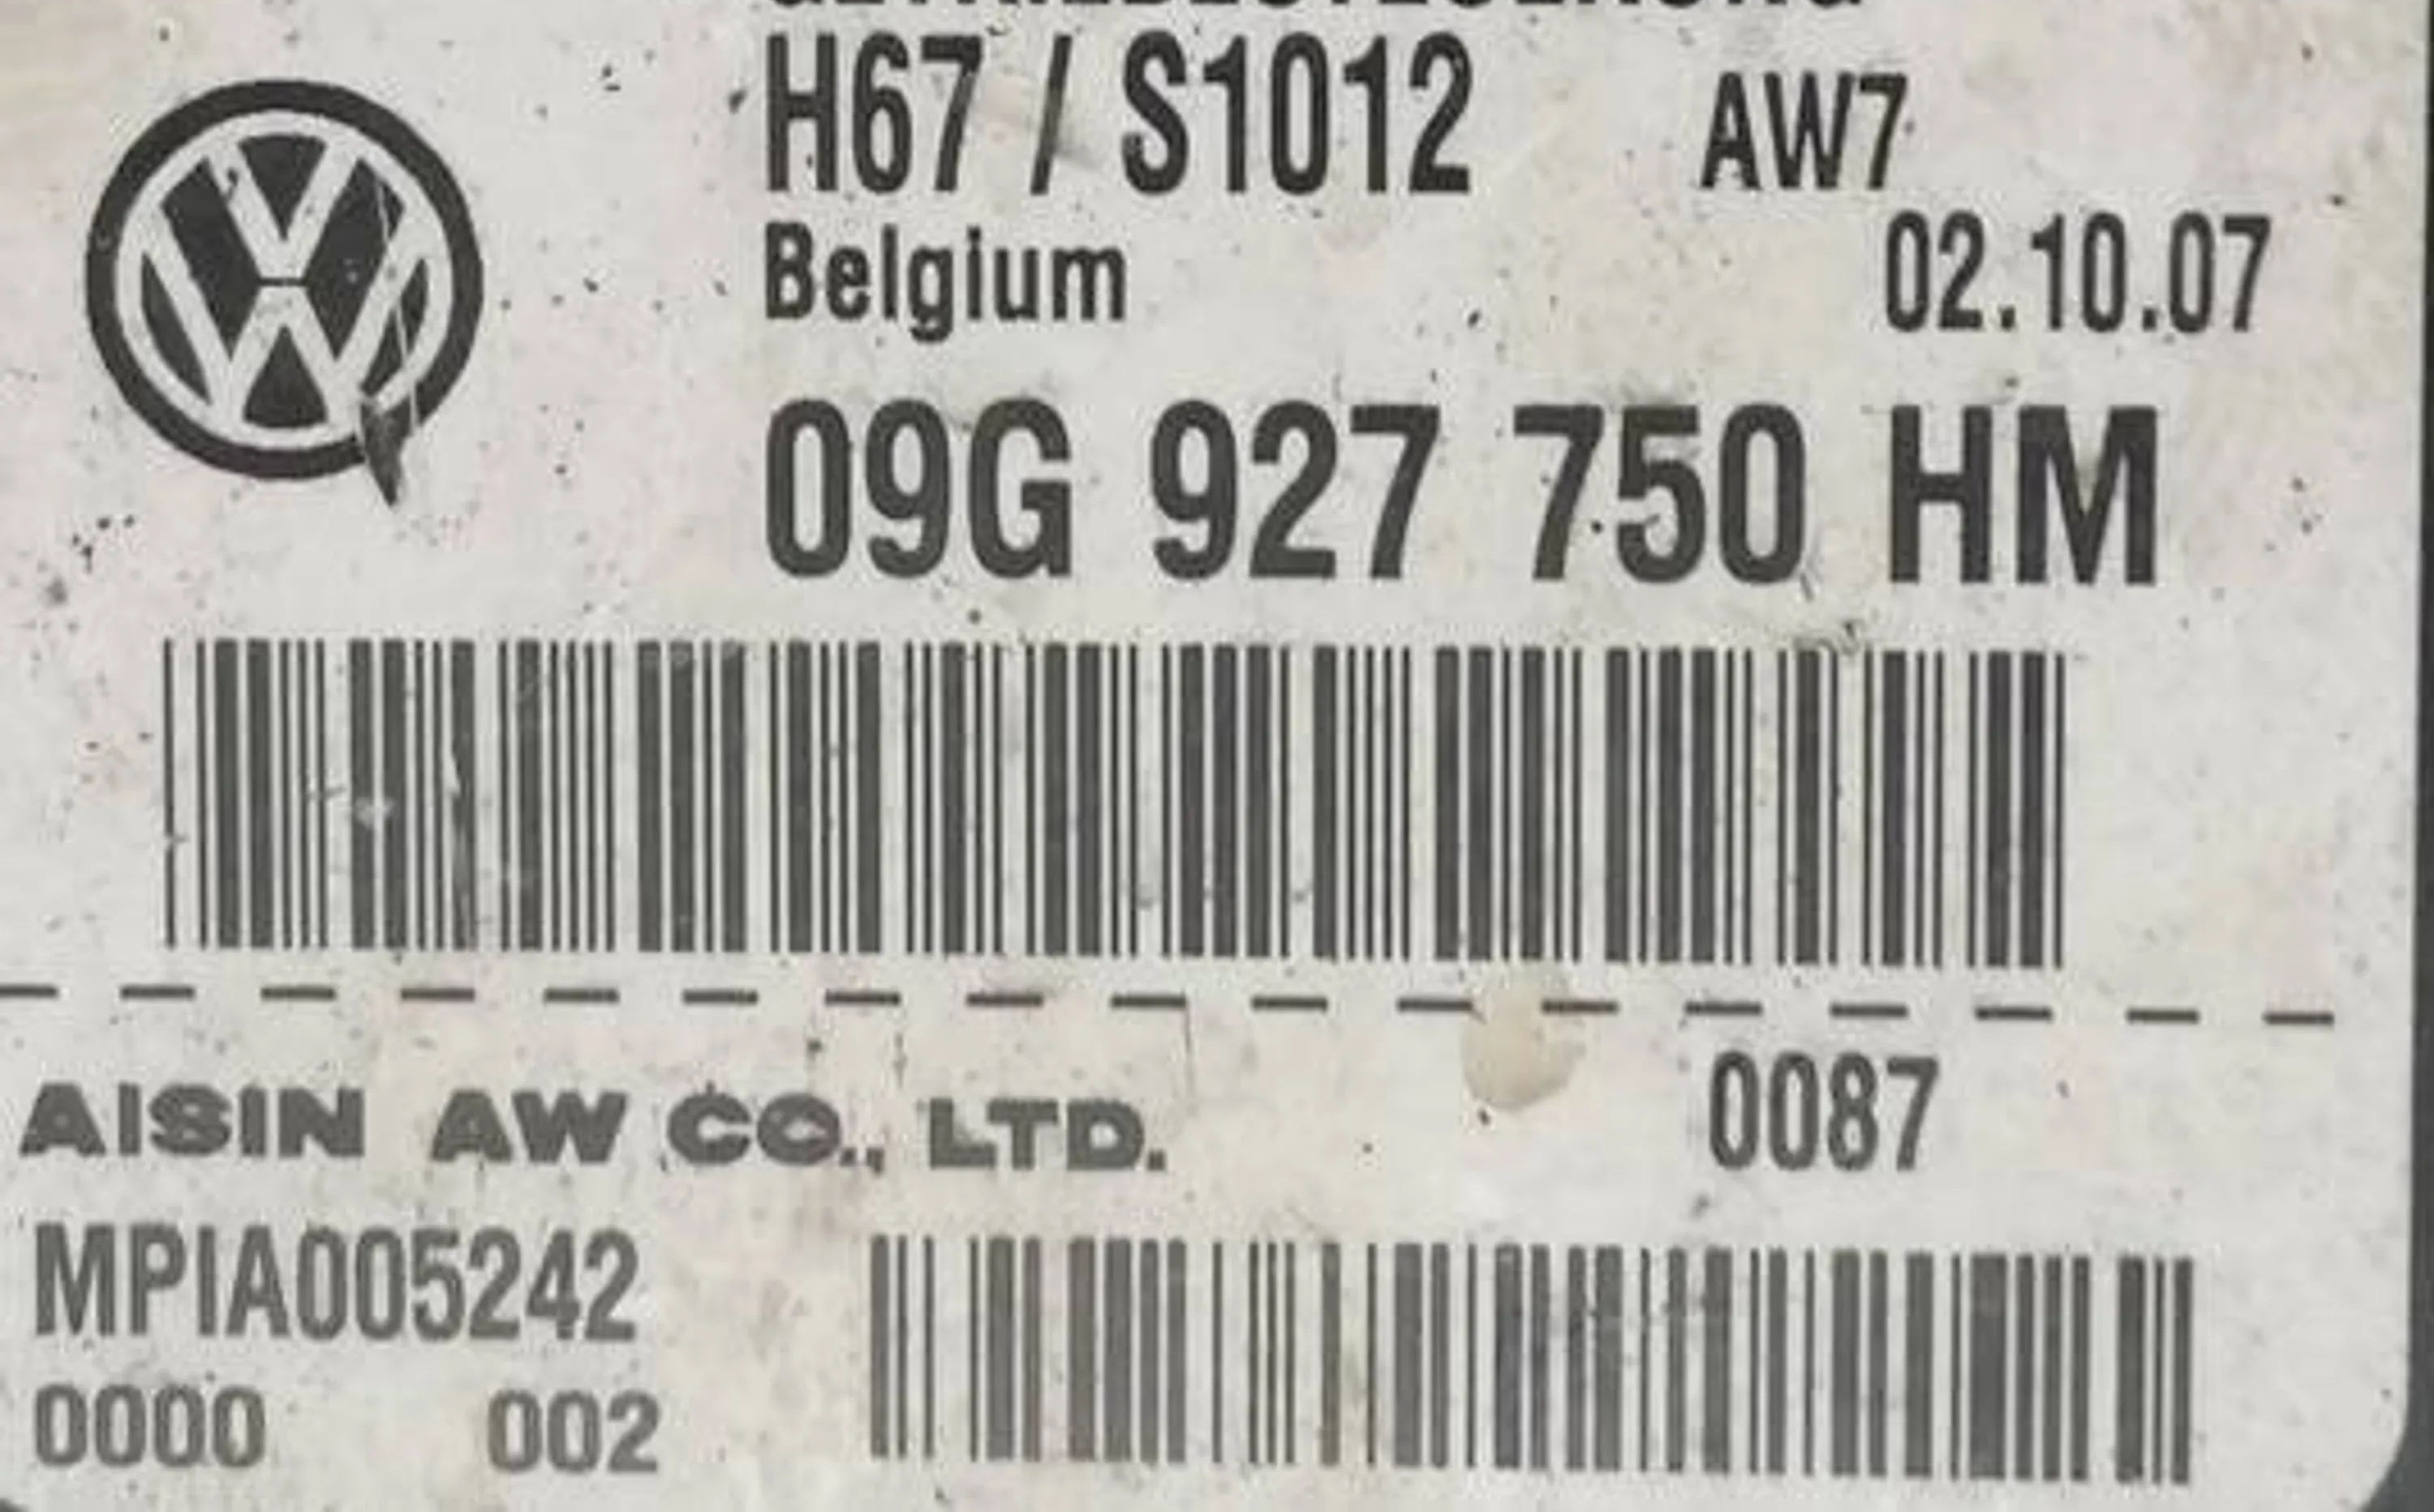 GETRIEBESTEUERUNG
H67 / S1012 AW7
Belgium 02.10.07
09G 927 750 HM
AISIN AW CO., LTD. 0087
MPIA005242
0000 002